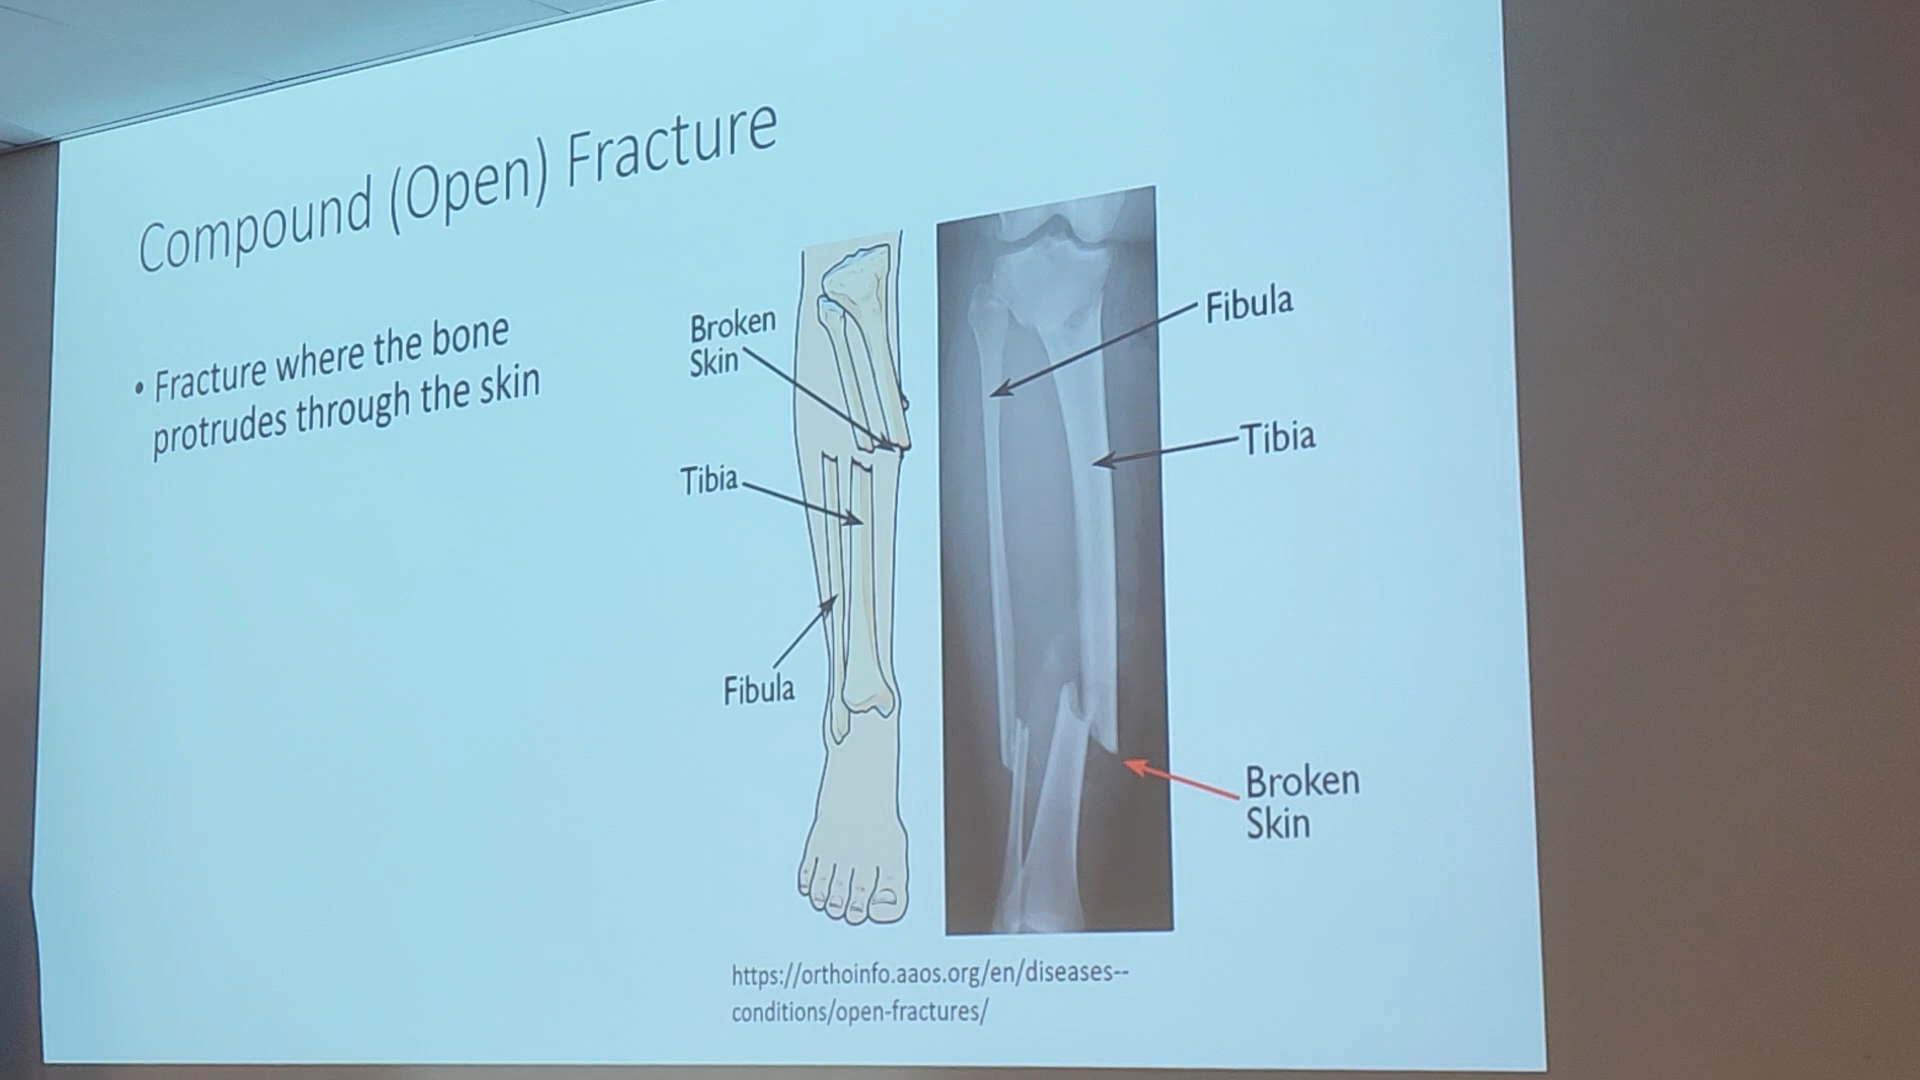 Compound (Open) Fracture
• Fracture where the bone
protrudes through the skin
Broken
Skin
Tibia
Fibula
Fibula
Tibia
Broken
Skin
https://orthoinfo.aaos.org/en/diseases--
conditions/open-fractures/